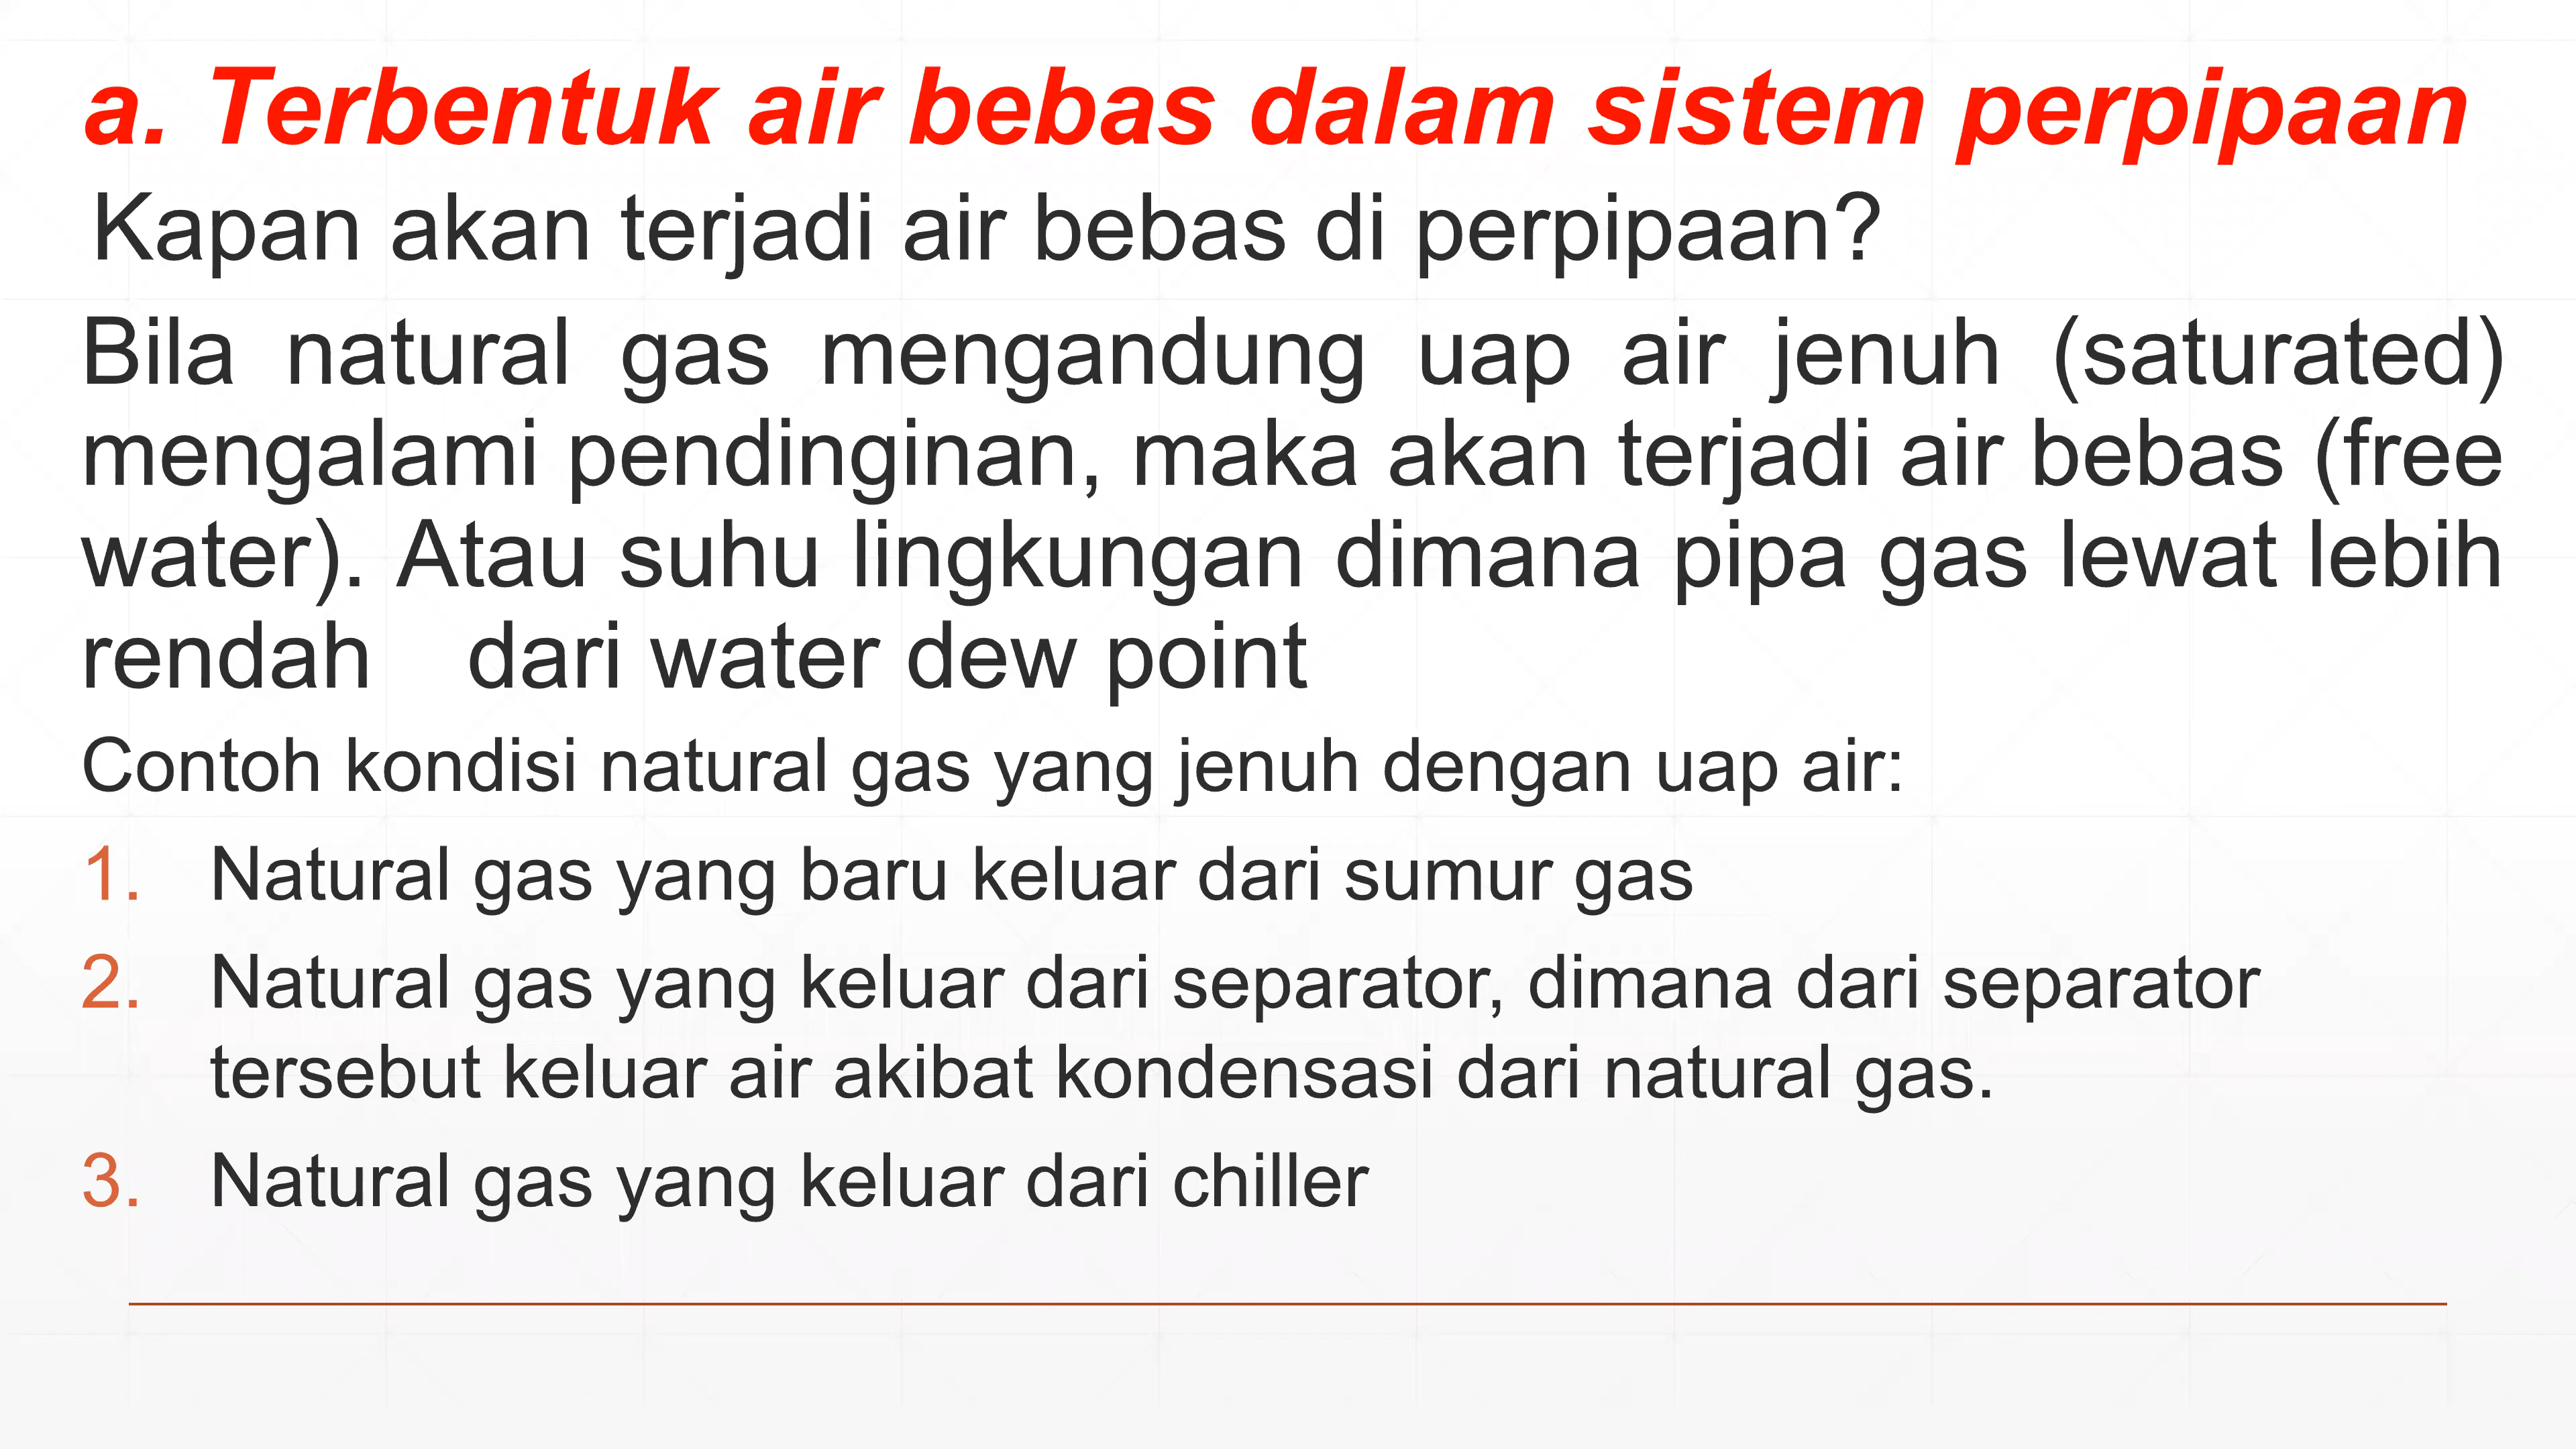 a. Terbentuk air bebas dalam sistem perpipaan
Kapan akan terjadi air bebas di perpipaan?
Bila natural gas mengandung uap air jenuh (saturated)
mengalami pendinginan, maka akan terjadi air bebas (free
water). Atau suhu lingkungan dimana pipa gas lewat lebih
rendah dari water dew point
Contoh kondisi natural gas yang jenuh dengan uap air:
1. Natural gas yang baru keluar dari sumur gas
2. Natural gas yang keluar dari separator, dimana dari separator
tersebut keluar air akibat kondensasi dari natural gas.
3. Natural gas yang keluar dari chiller